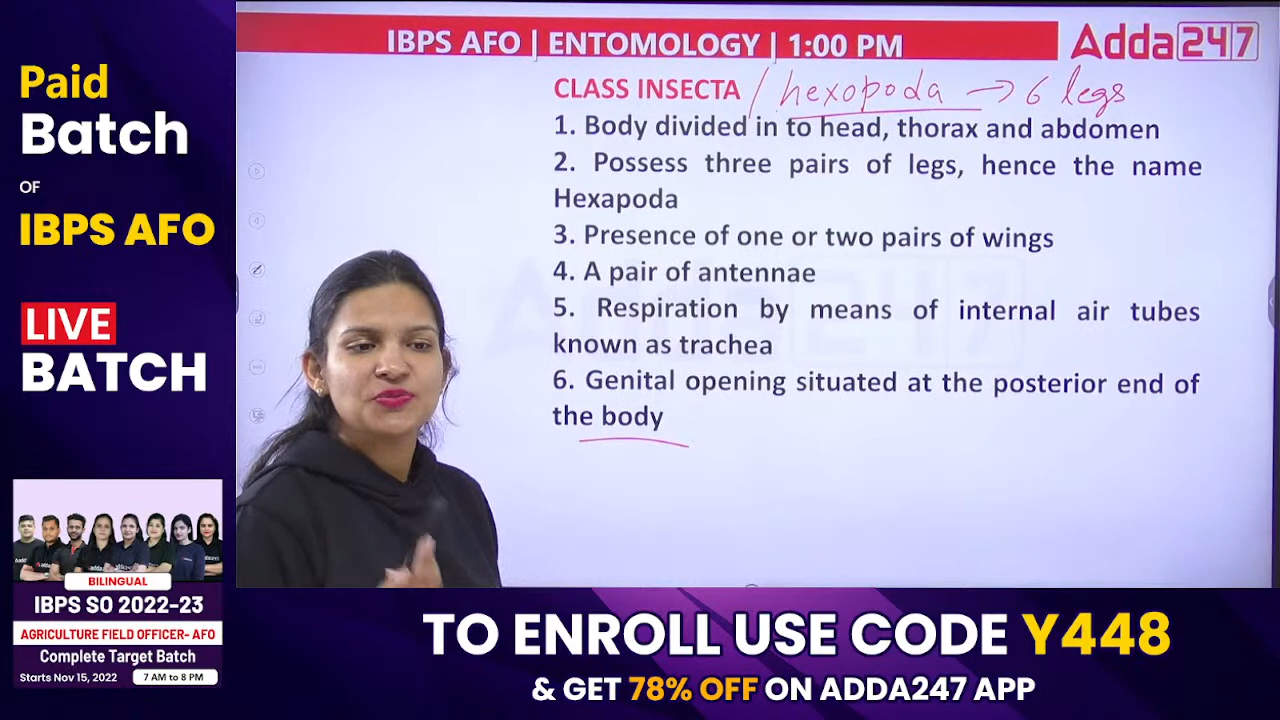 Paid
Batch
OF
IBPS AFO
LIVE
BATCH
BILINGUAL
IBPS SO 2022-23
AGRICULTURE FIELD OFFICER- AFO
Complete Target Batch
Starts Nov 15, 2022
7 AM to 8 PM
IBPS AFO | ENTOMOLOGY | 1:00 PM
Adda247
CLASS INSECTA / hexopoda → 6 legs
1. Body divided in to head, thorax and abdomen
2. Possess three pairs of legs, hence the name
Hexapoda
3. Presence of one or two pairs of wings
4. A pair of antennae
5. Respiration by means of internal air tubes
known as trachea
6. Genital opening situated at the posterior end of
the body
TO ENROLL USE CODE Y448
& GET 78% OFF ON ADDA247 APP